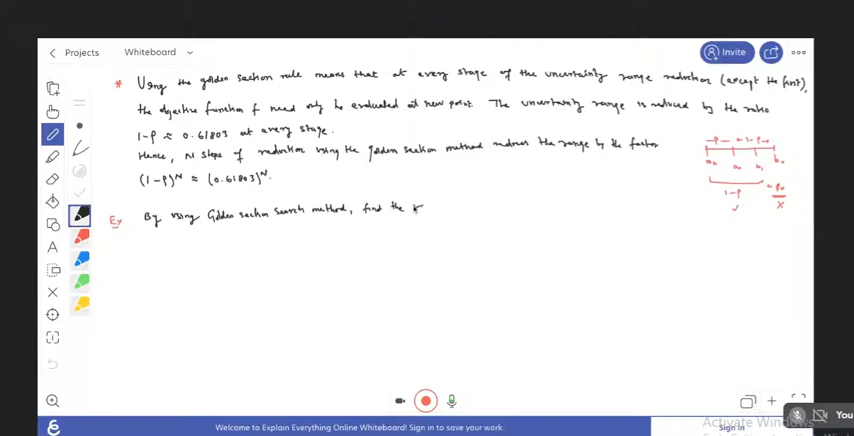 Projects
Whiteboard
Invite
* Using the golden section rule means that at every stage of the uncertainty range reduction (except the first),
the objective function f need only be evaluated at new point. The uncertainty range is reduced by the ratio
1-ρ ≈ 0.61803 at every stage.
Hence, N steps of reduction using the golden section method reduces the range by the factor
(1-ρ)^N ≈ (0.61803)^N.
a₀ b₀
1-ρ
X
Ex By using Golden section search method, find the
Welcome to Explain Everything Online Whiteboard! Sign in to save your work.
Sign in
Activate Windows
You